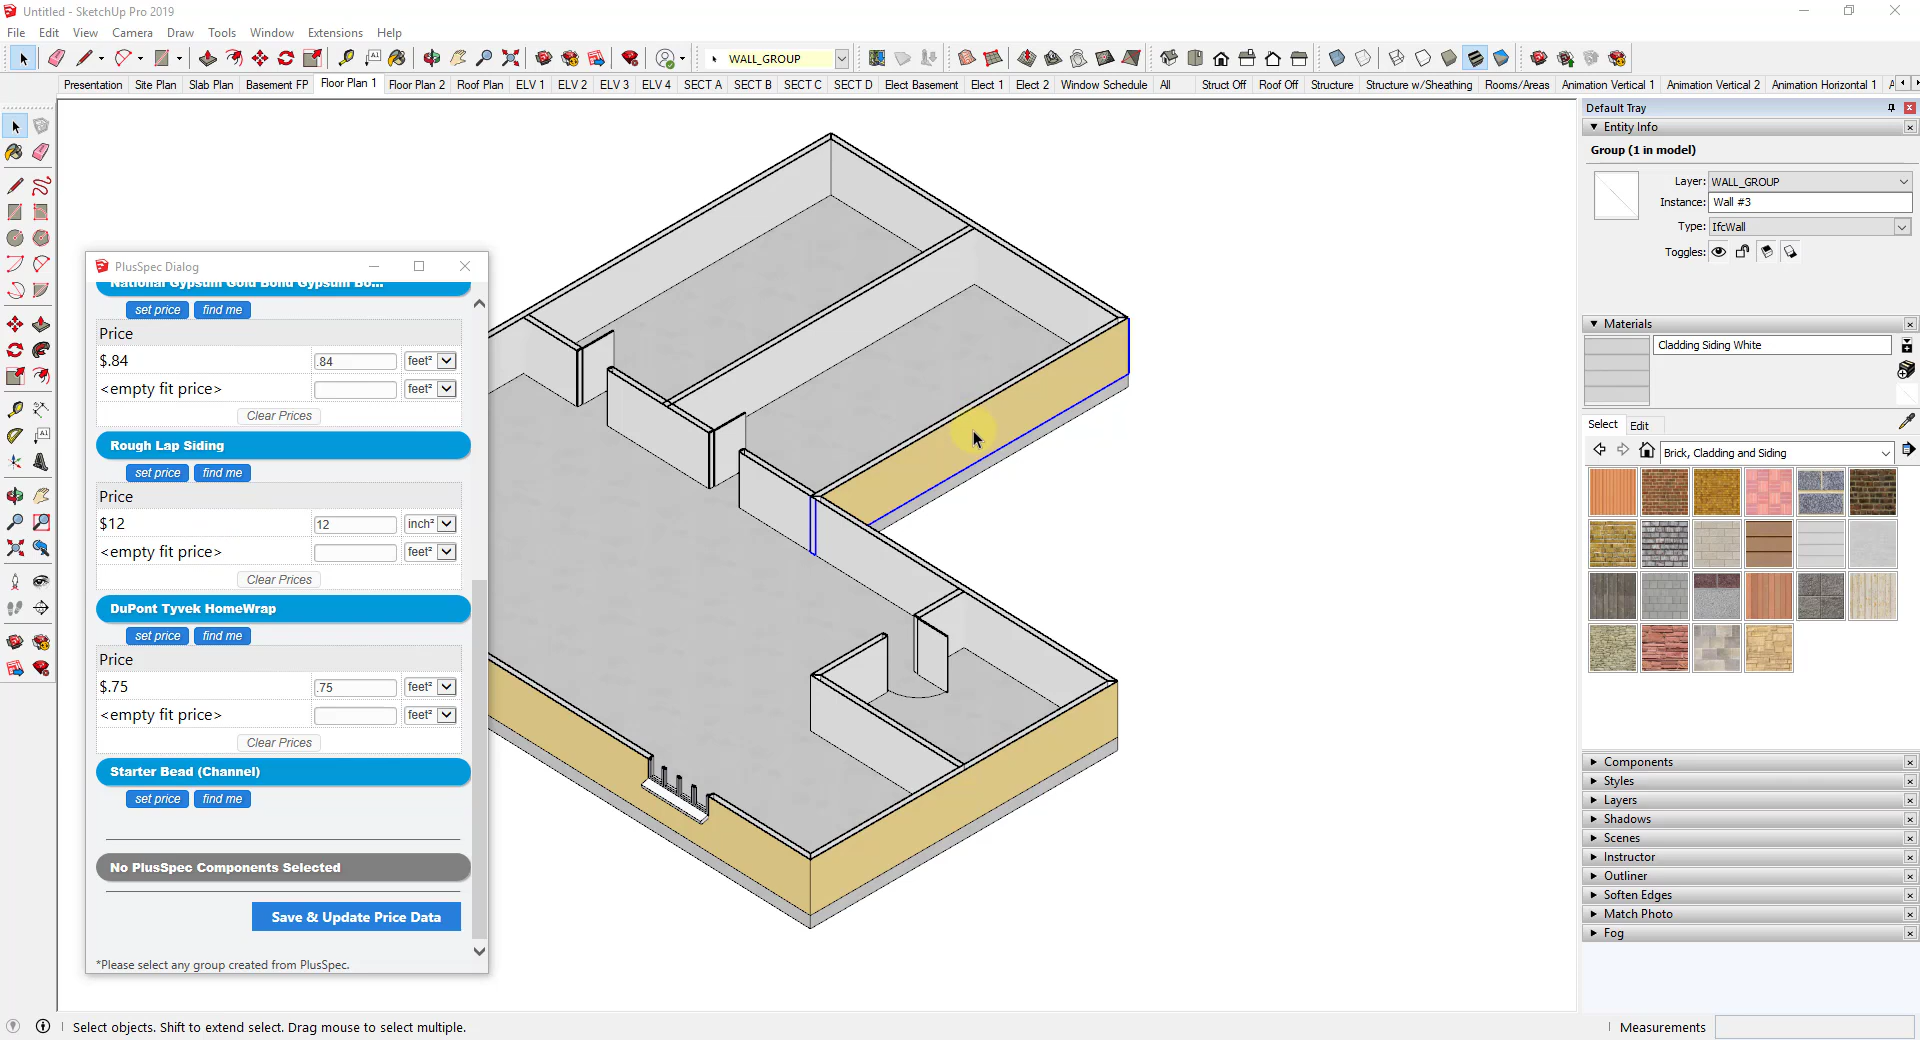 Untitled - SketchUp Pro 2019
File Edit View Camera Draw Tools Window Extensions Help
WALL_GROUP
Presentation Site Plan Slab Plan Basement FP Floor Plan 1 Floor Plan 2 Roof Plan ELV 1 ELV 2 ELV 3 ELV 4 SECT A SECT B SECT C SECT D Elect Basement Elect 1 Elect 2 Window Schedule All Struct Off Roof Off Structure Structure w/Sheathing Rooms/Areas Animation Vertical 1 Animation Vertical 2 Animation Horizontal 1
Default Tray
Entity Info
Group (1 in model)
Layer: WALL_GROUP
Instance: Wall #3
Type: IfcWall
Toggles:
Materials
Cladding Siding White
Select Edit
Brick, Cladding and Siding
Components
Styles
Layers
Shadows
Scenes
Instructor
Outliner
Soften Edges
Match Photo
Fog
PlusSpec Dialog
National Gypsum Gold Bond Gypsum Bo...
set price find me
Price
$.84 .84 feet²
<empty fit price> feet²
Clear Prices
Rough Lap Siding
set price find me
Price
$12 12 inch²
<empty fit price> feet²
Clear Prices
DuPont Tyvek HomeWrap
set price find me
Price
$.75 .75 feet²
<empty fit price> feet²
Clear Prices
Starter Bead (Channel)
set price find me
No PlusSpec Components Selected
Save & Update Price Data
*Please select any group created from PlusSpec.
Select objects. Shift to extend select. Drag mouse to select multiple.
Measurements